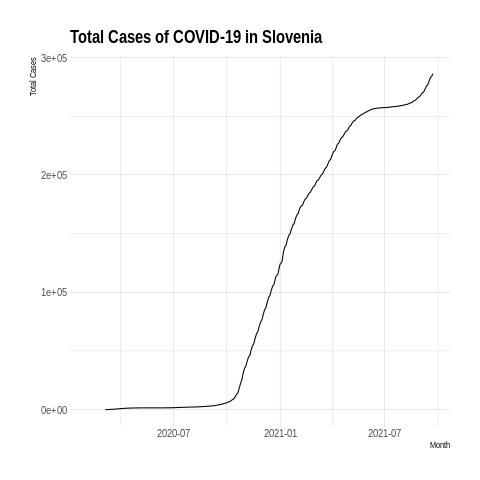 Total Cases of COVID-19 in Slovenia
Total Cases
3e+05
2e+05
1e+05
0e+00
2020-07
2021-01
2021-07
Month